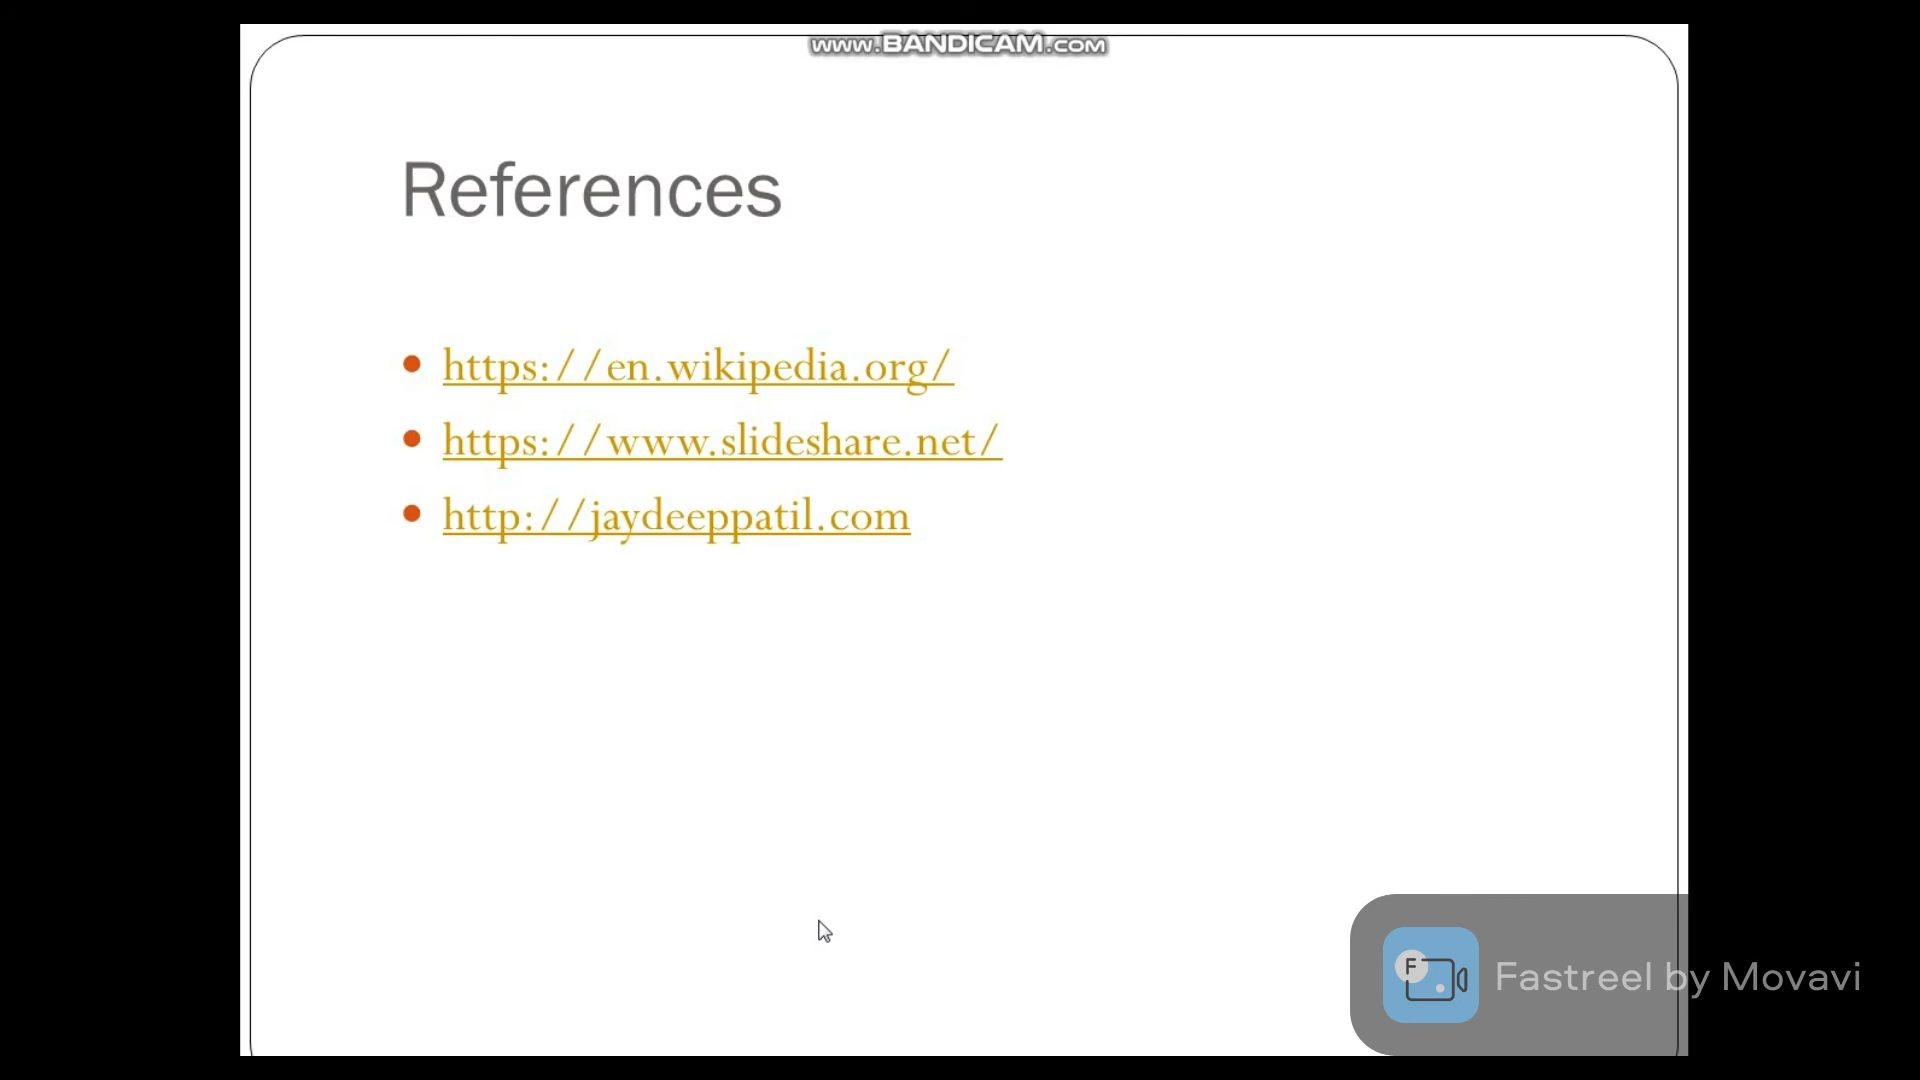 www.BANDICAM.com
References
https://en.wikipedia.org/
https://www.slideshare.net/
http://jaydeeppatil.com
F
Fastreel by Movavi